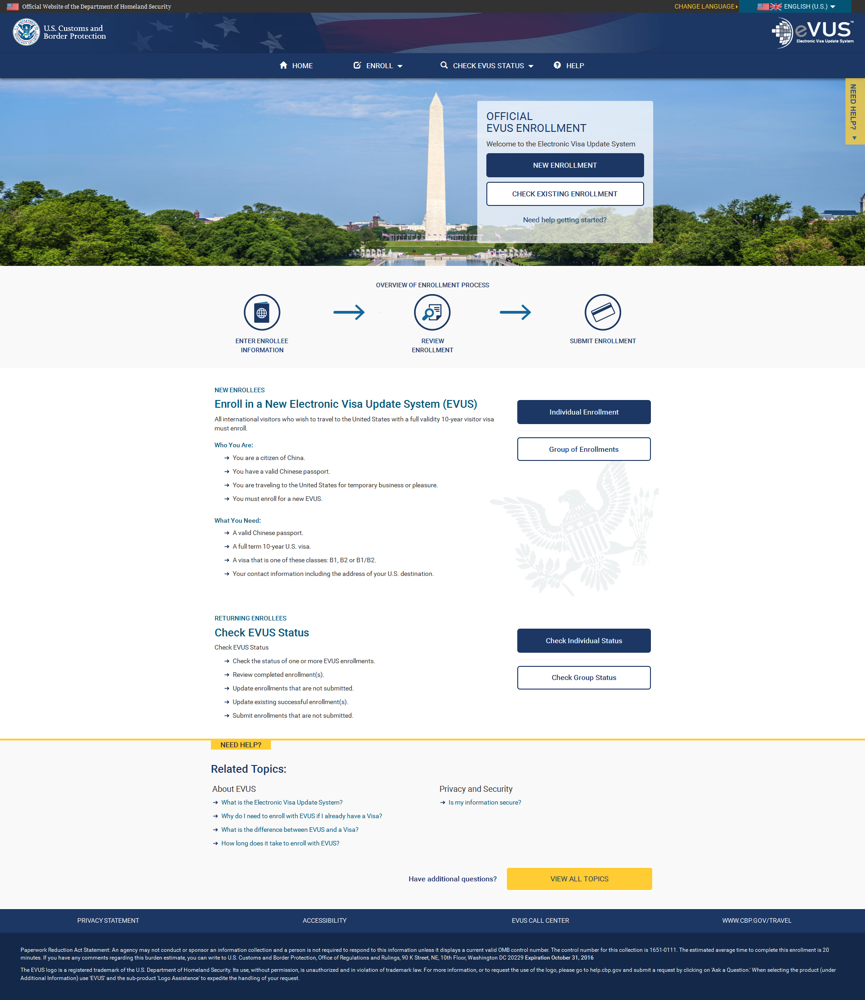 Official Website of the Department of Homeland Security
CHANGE LANGUAGE
ENGLISH (U.S.)
U.S. Customs and
Border Protection
eVUS™
Electronic Visa Update System
HOME
ENROLL
CHECK EVUS STATUS
HELP
NEED HELP?
OFFICIAL
EVUS ENROLLMENT
Welcome to the Electronic Visa Update System
NEW ENROLLMENT
CHECK EXISTING ENROLLMENT
Need help getting started?
OVERVIEW OF ENROLLMENT PROCESS
ENTER ENROLLEE
INFORMATION
REVIEW
ENROLLMENT
SUBMIT ENROLLMENT
NEW ENROLLEES
Enroll in a New Electronic Visa Update System (EVUS)
All international visitors who wish to travel to the United States with a full validity 10-year visitor visa
must enroll.
Who You Are:
You are a citizen of China.
You have a valid Chinese passport.
You are traveling to the United States for temporary business or pleasure.
You must enroll for a new EVUS.
What You Need:
A valid Chinese passport.
A full term 10-year U.S. visa.
A visa that is one of these classes: B1, B2 or B1/B2.
Your contact information including the address of your U.S. destination.
Individual Enrollment
Group of Enrollments
RETURNING ENROLLEES
Check EVUS Status
Check EVUS Status
Check the status of one or more EVUS enrollments.
Review completed enrollment(s).
Update enrollments that are not submitted.
Update existing successful enrollment(s).
Submit enrollments that are not submitted.
Check Individual Status
Check Group Status
NEED HELP?
Related Topics:
About EVUS
What is the Electronic Visa Update System?
Why do I need to enroll with EVUS if I already have a Visa?
What is the difference between EVUS and a Visa?
How long does it take to enroll with EVUS?
Privacy and Security
Is my information secure?
Have additional questions?
VIEW ALL TOPICS
PRIVACY STATEMENT
ACCESSIBILITY
EVUS CALL CENTER
WWW.CBP.GOV/TRAVEL
Paperwork Reduction Act Statement: An agency may not conduct or sponsor an information collection and a person is not required to respond to this information unless it displays a current valid OMB control number. The control number for this collection is 1651-0111. The estimated average time to complete this enrollment is 20
minutes. If you have any comments regarding this burden estimate, you can write to U.S. Customs and Border Protection, Office of Regulations and Rulings, 90 K Street, NE, 10th Floor, Washington DC 20229 Expiration October 31, 2016
The EVUS logo is a registered trademark of the U.S. Department of Homeland Security. Its use, without permission, is unauthorized and in violation of trademark law. For more information, or to request the use of the logo, please go to help.cbp.gov and submit a request by clicking on 'Ask a Question.' When selecting the product (under
Additional Information) use 'EVUS' and the sub-product 'Logo Assistance' to expedite the handling of your request.